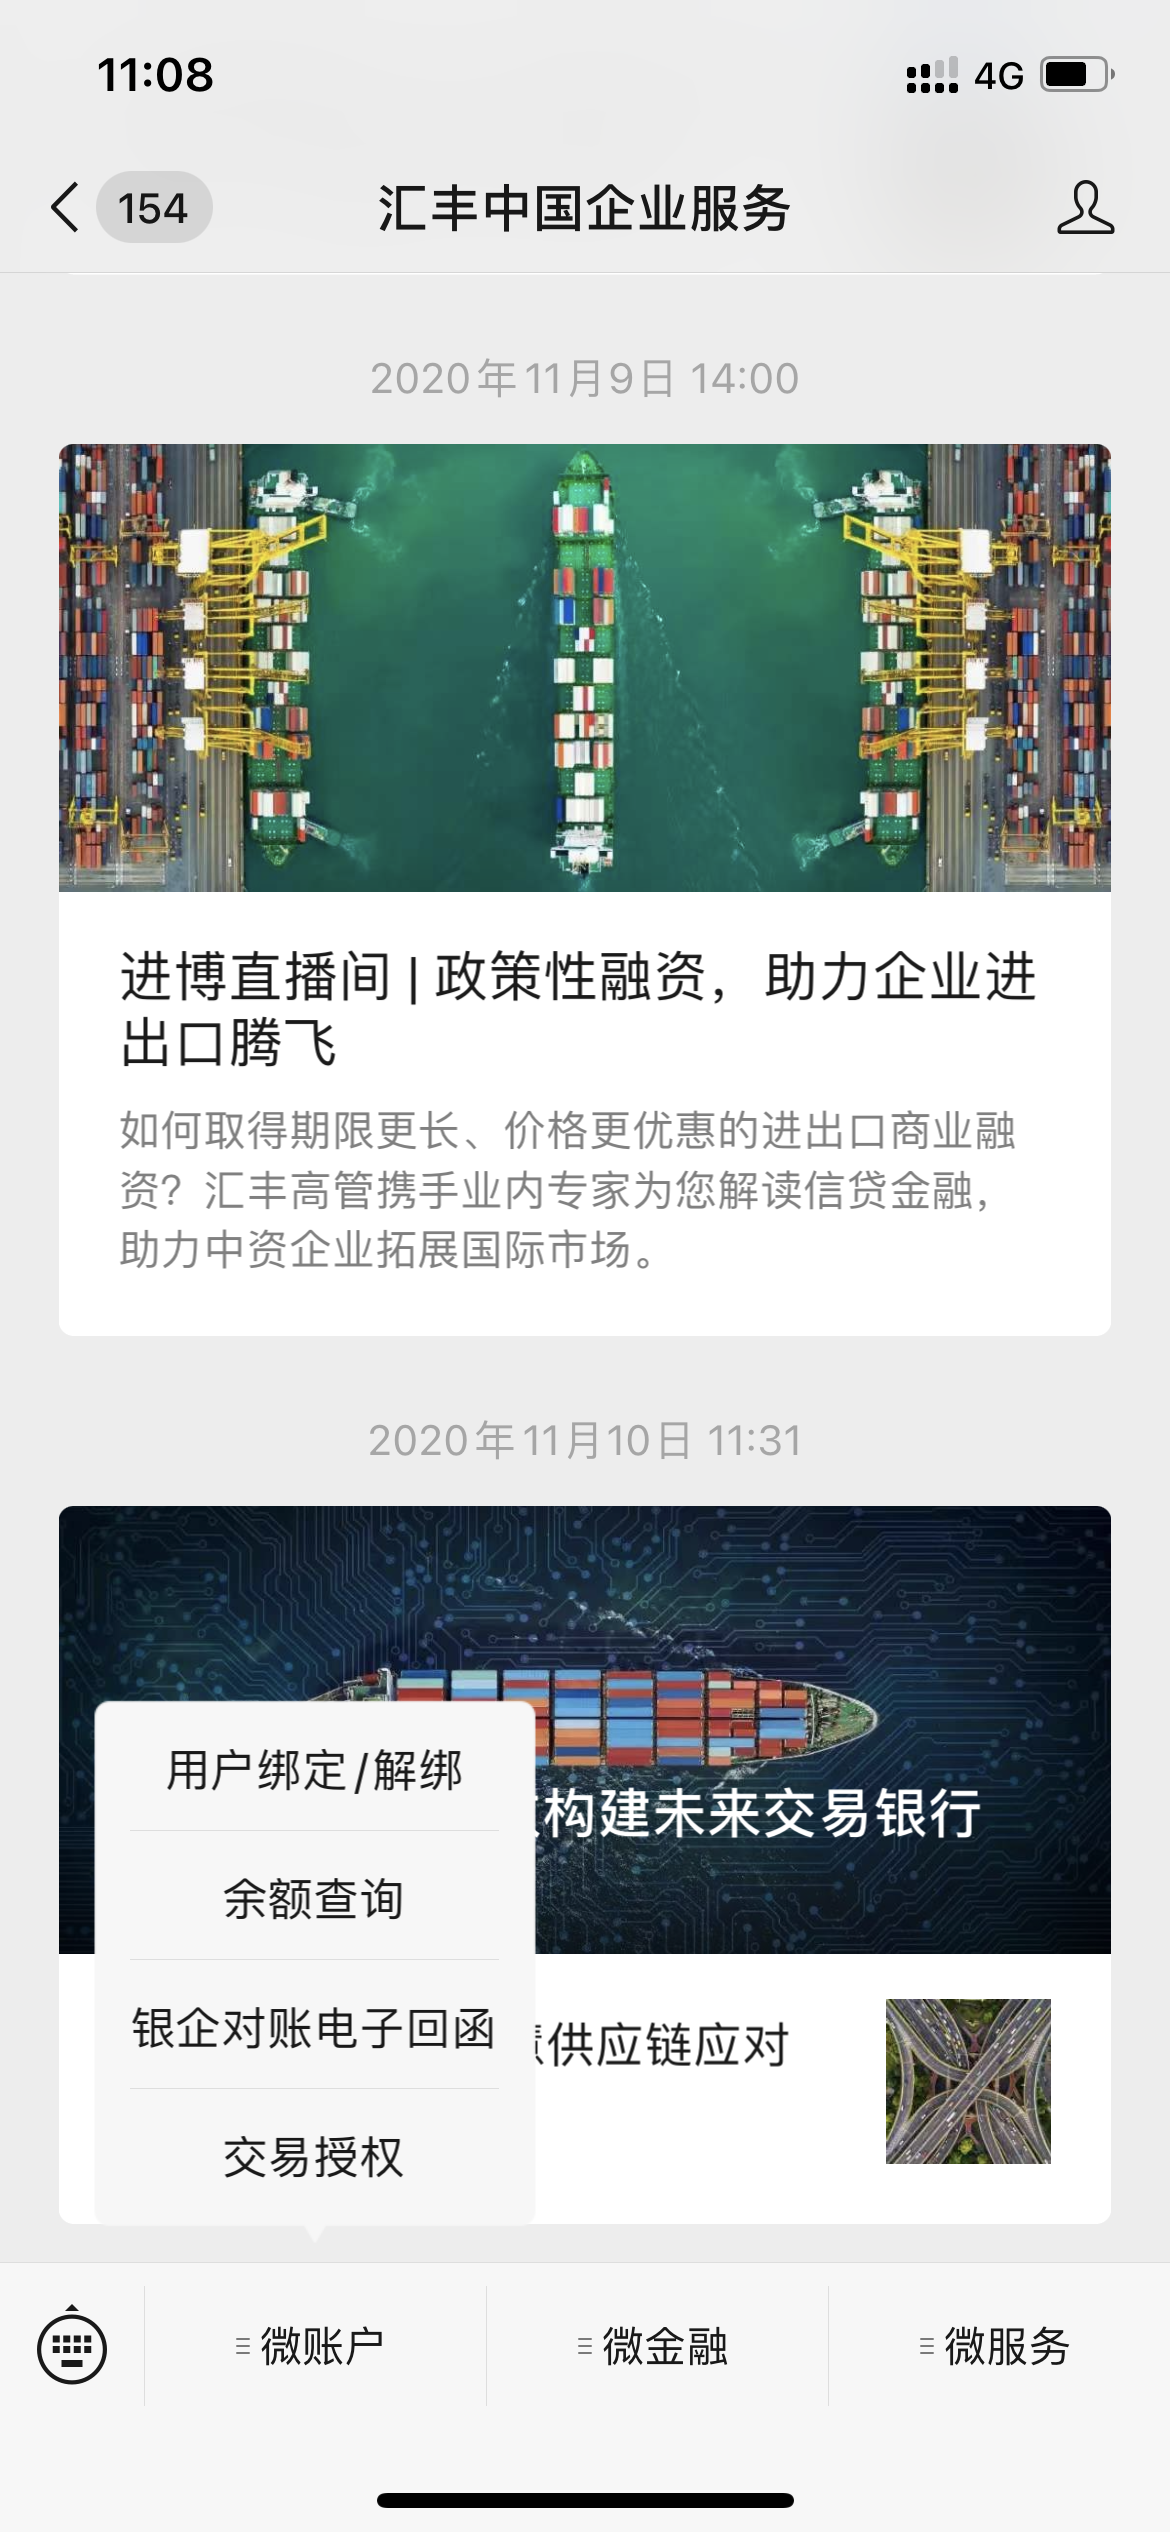 11:08
4G
154
汇丰中国企业服务
2020年11月9日 14:00
进博直播间 | 政策性融资，助力企业进
出口腾飞
如何取得期限更长、价格更优惠的进出口商业融
资？汇丰高管携手业内专家为您解读信贷金融，
助力中资企业拓展国际市场。
2020年11月10日 11:31
构建未来交易银行
供应链应对
用户绑定/解绑
余额查询
银企对账电子回函
交易授权
微账户
微金融
微服务